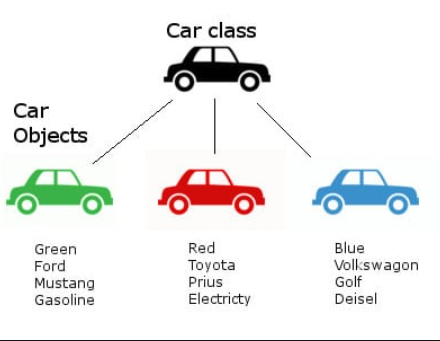 Car class
Car
Objects
Green
Ford
Mustang
Gasoline
Red
Toyota
Prius
Electricty
Blue
Volkswagon
Golf
Deisel